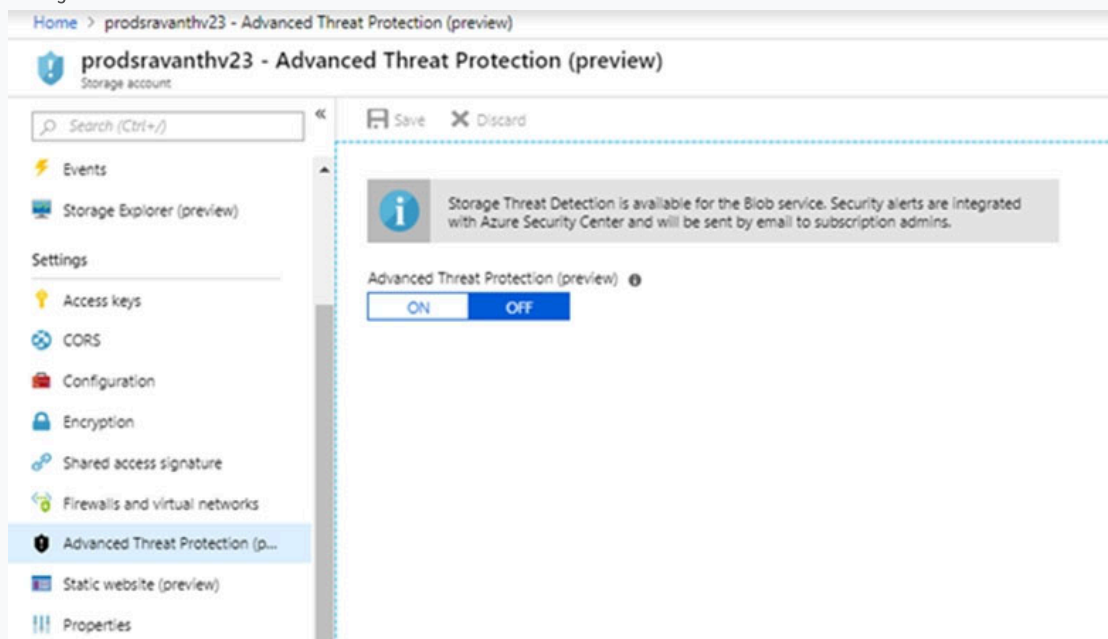 Home > prodsravanthv23 - Advanced Threat Protection (preview)
prodsravanthv23 - Advanced Threat Protection (preview)
Storage account
Search (Ctrl+/)
«
Save
Discard
Events
Storage Explorer (preview)
Settings
Access keys
CORS
Configuration
Encryption
Shared access signature
Firewalls and virtual networks
Advanced Threat Protection (p...
Static website (preview)
Properties
Storage Threat Detection is available for the Blob service. Security alerts are integrated
with Azure Security Center and will be sent by email to subscription admins.
Advanced Threat Protection (preview)
ON OFF